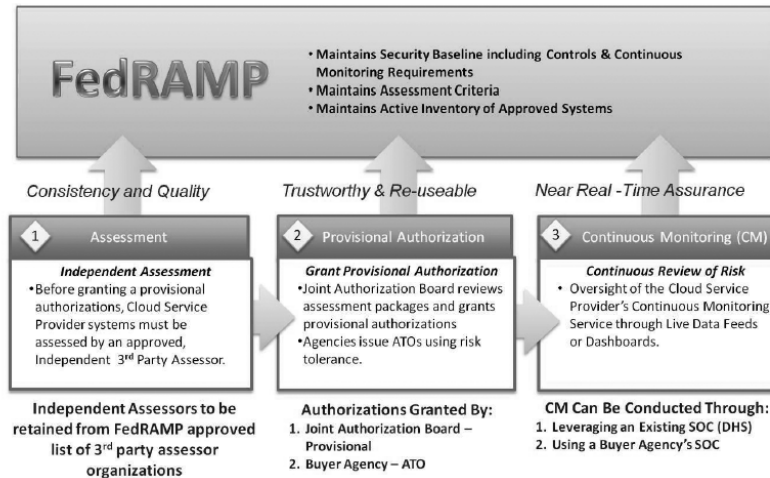 FedRAMP
• Maintains Security Baseline including Controls & Continuous
Monitoring Requirements
• Maintains Assessment Criteria
• Maintains Active Inventory of Approved Systems
Consistency and Quality
Trustworthy & Re-useable
Near Real -Time Assurance
1
Assessment
Independent Assessment
•Before granting a provisional
authorizations, Cloud Service
Provider systems must be
assessed by an approved,
Independent 3rd Party Assessor.
Independent Assessors to be
retained from FedRAMP approved
list of 3rd party assessor
organizations
2
Provisional Authorization
Grant Provisional Authorization
•Joint Authorization Board reviews
assessment packages and grants
provisional authorizations
•Agencies issue ATOs using risk
tolerance.
Authorizations Granted By:
1. Joint Authorization Board –
Provisional
2. Buyer Agency – ATO
3
Continuous Monitoring (CM)
Continuous Review of Risk
• Oversight of the Cloud Service
Provider's Continuous Monitoring
Service through Live Data Feeds
or Dashboards.
CM Can Be Conducted Through:
1. Leveraging an Existing SOC (DHS)
2. Using a Buyer Agency's SOC